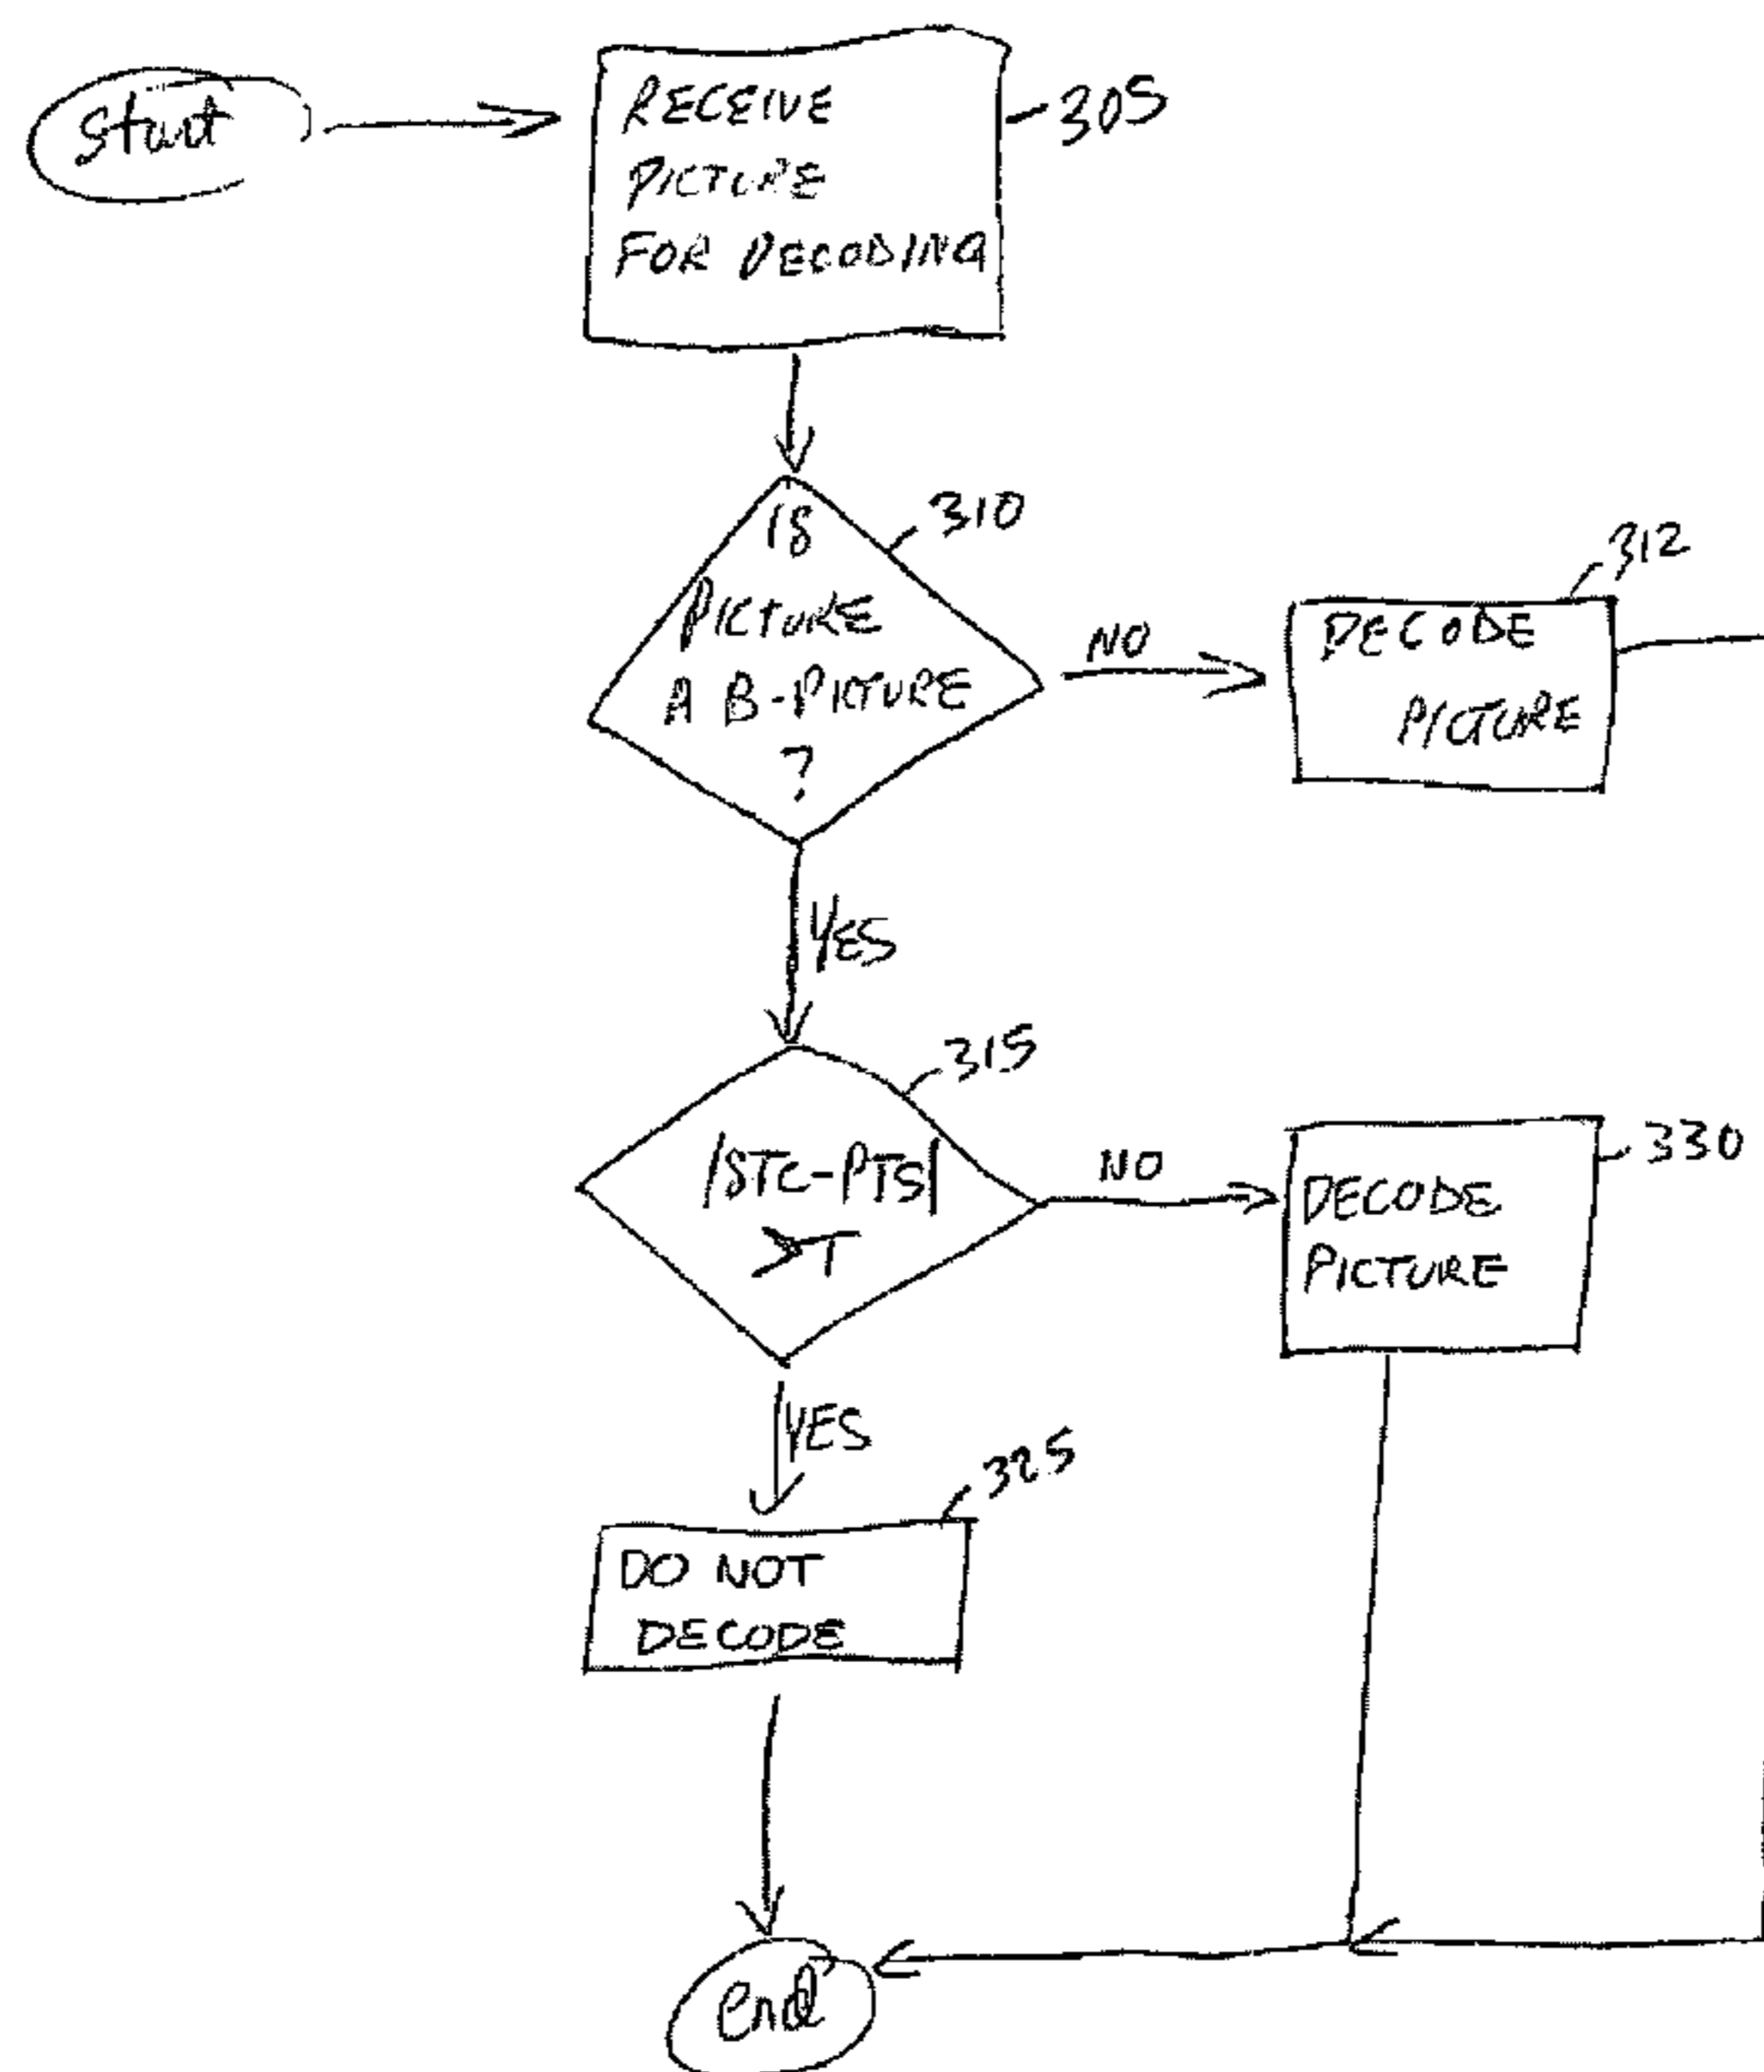 Start
RECEIVE
PICTURE
FOR DECODING
305
IS
PICTURE
A B-PICTURE
?
310
NO
DECODE
PICTURE
312
YES
|STC-PTS|
>T
315
NO
DECODE
PICTURE
330
YES
DO NOT
DECODE
325
end